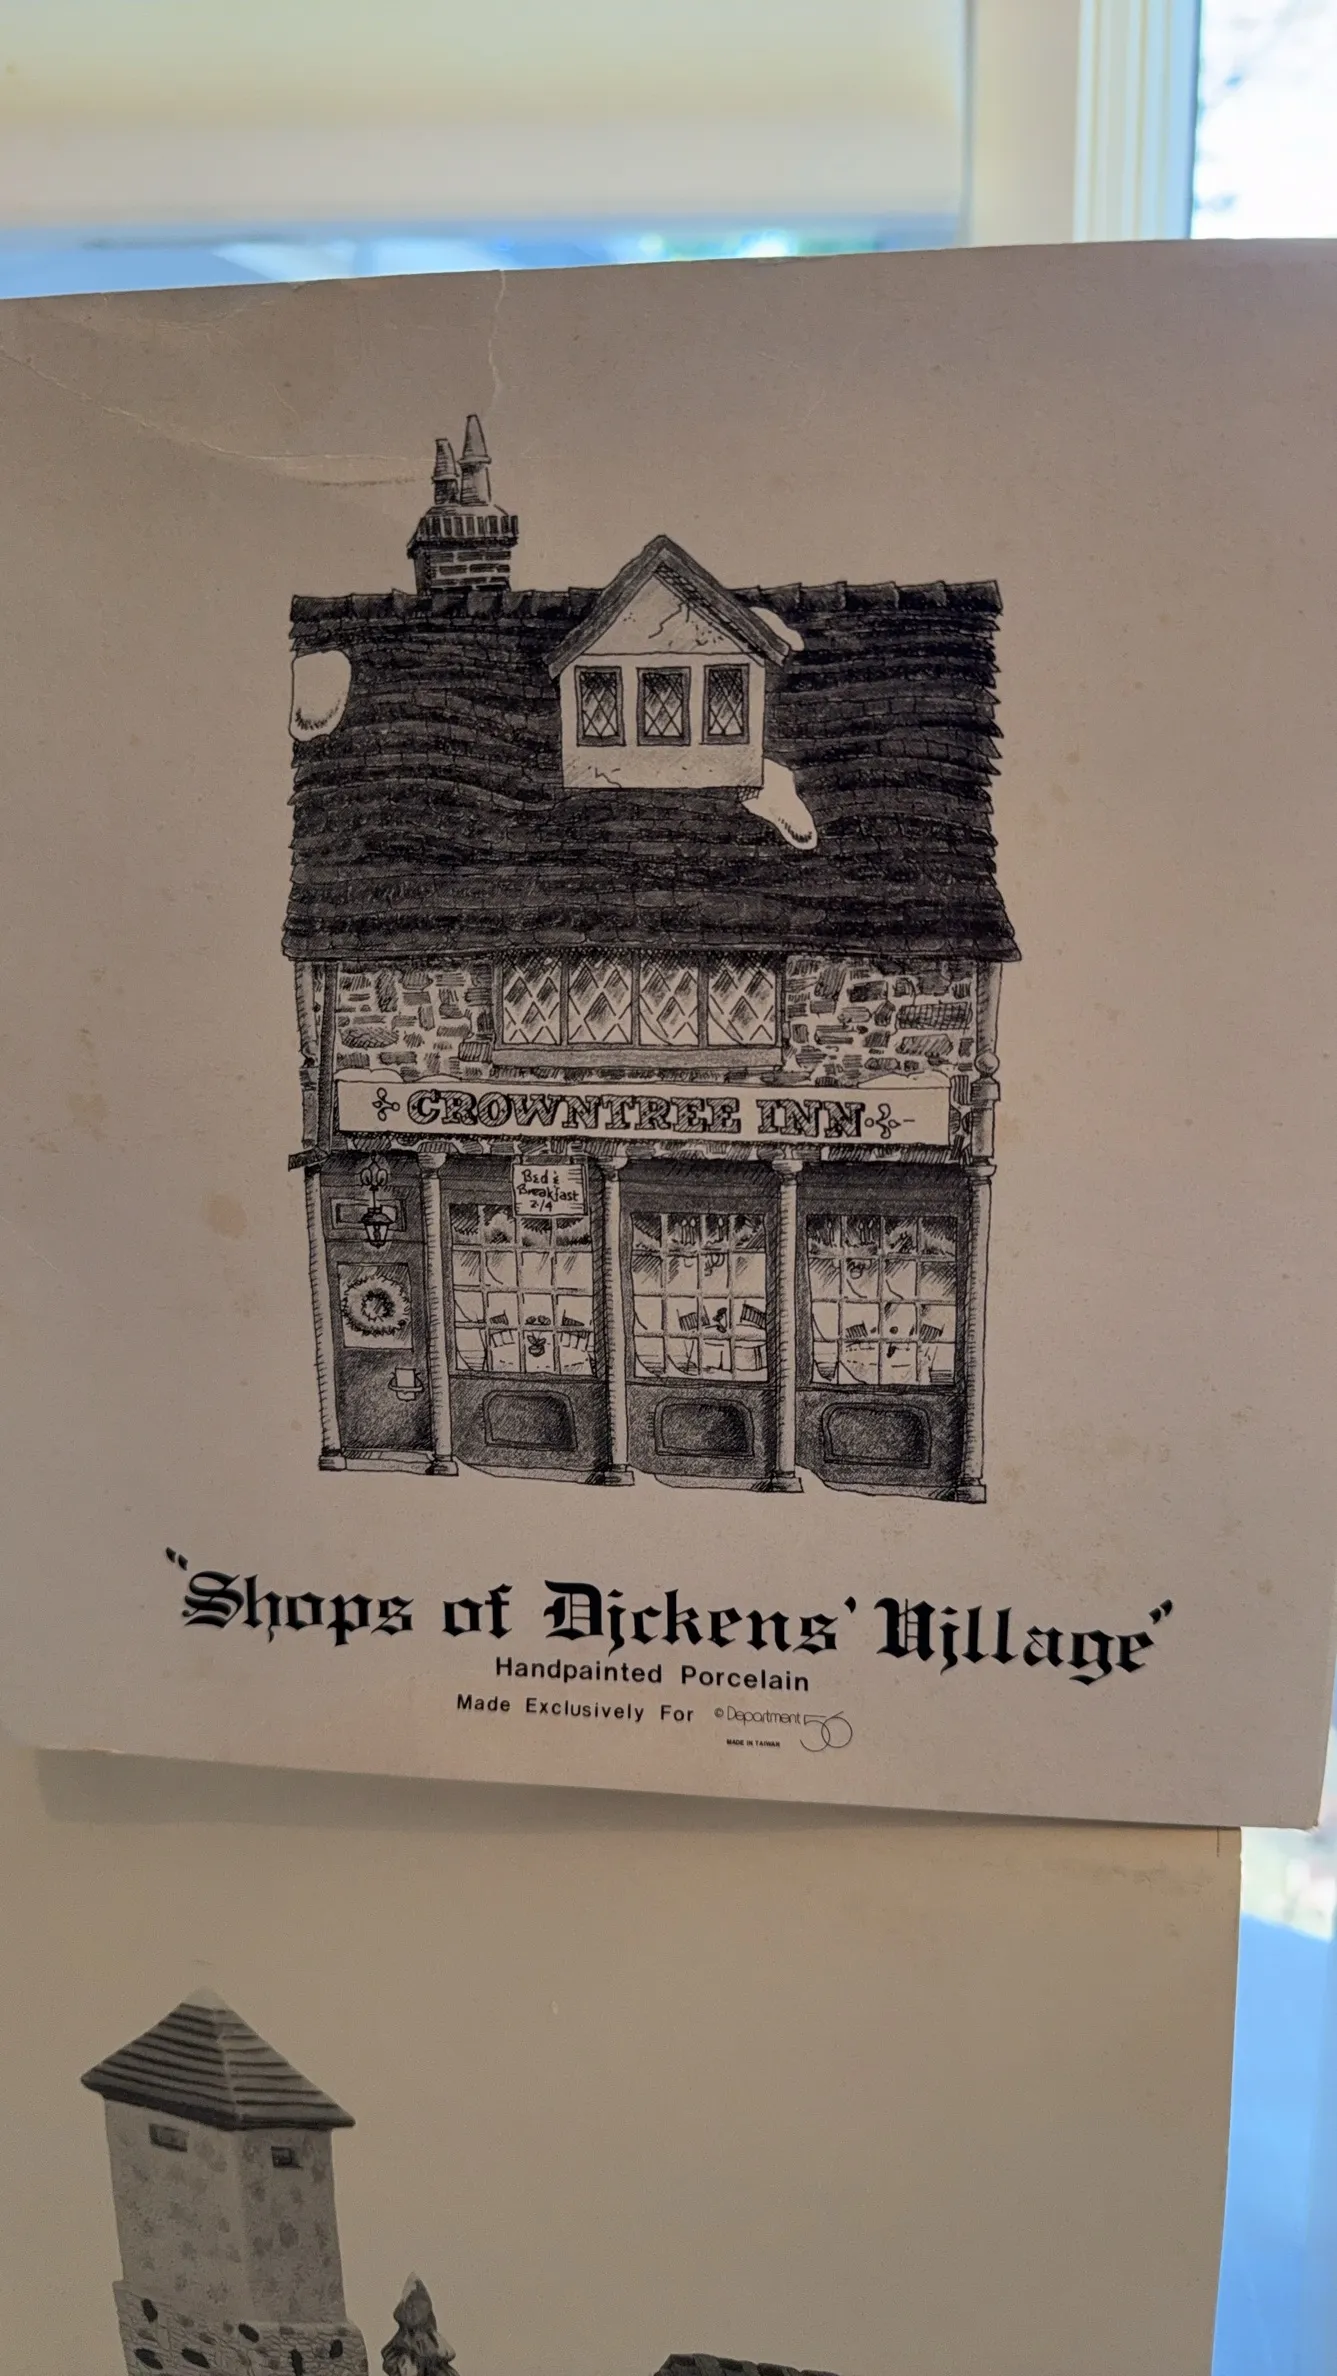 CROWNTREE INN
Bed &
Breakfast
2/4
"Shops of Dickens' Village"
Handpainted Porcelain
Made Exclusively For © Department 56
MADE IN TAIWAN